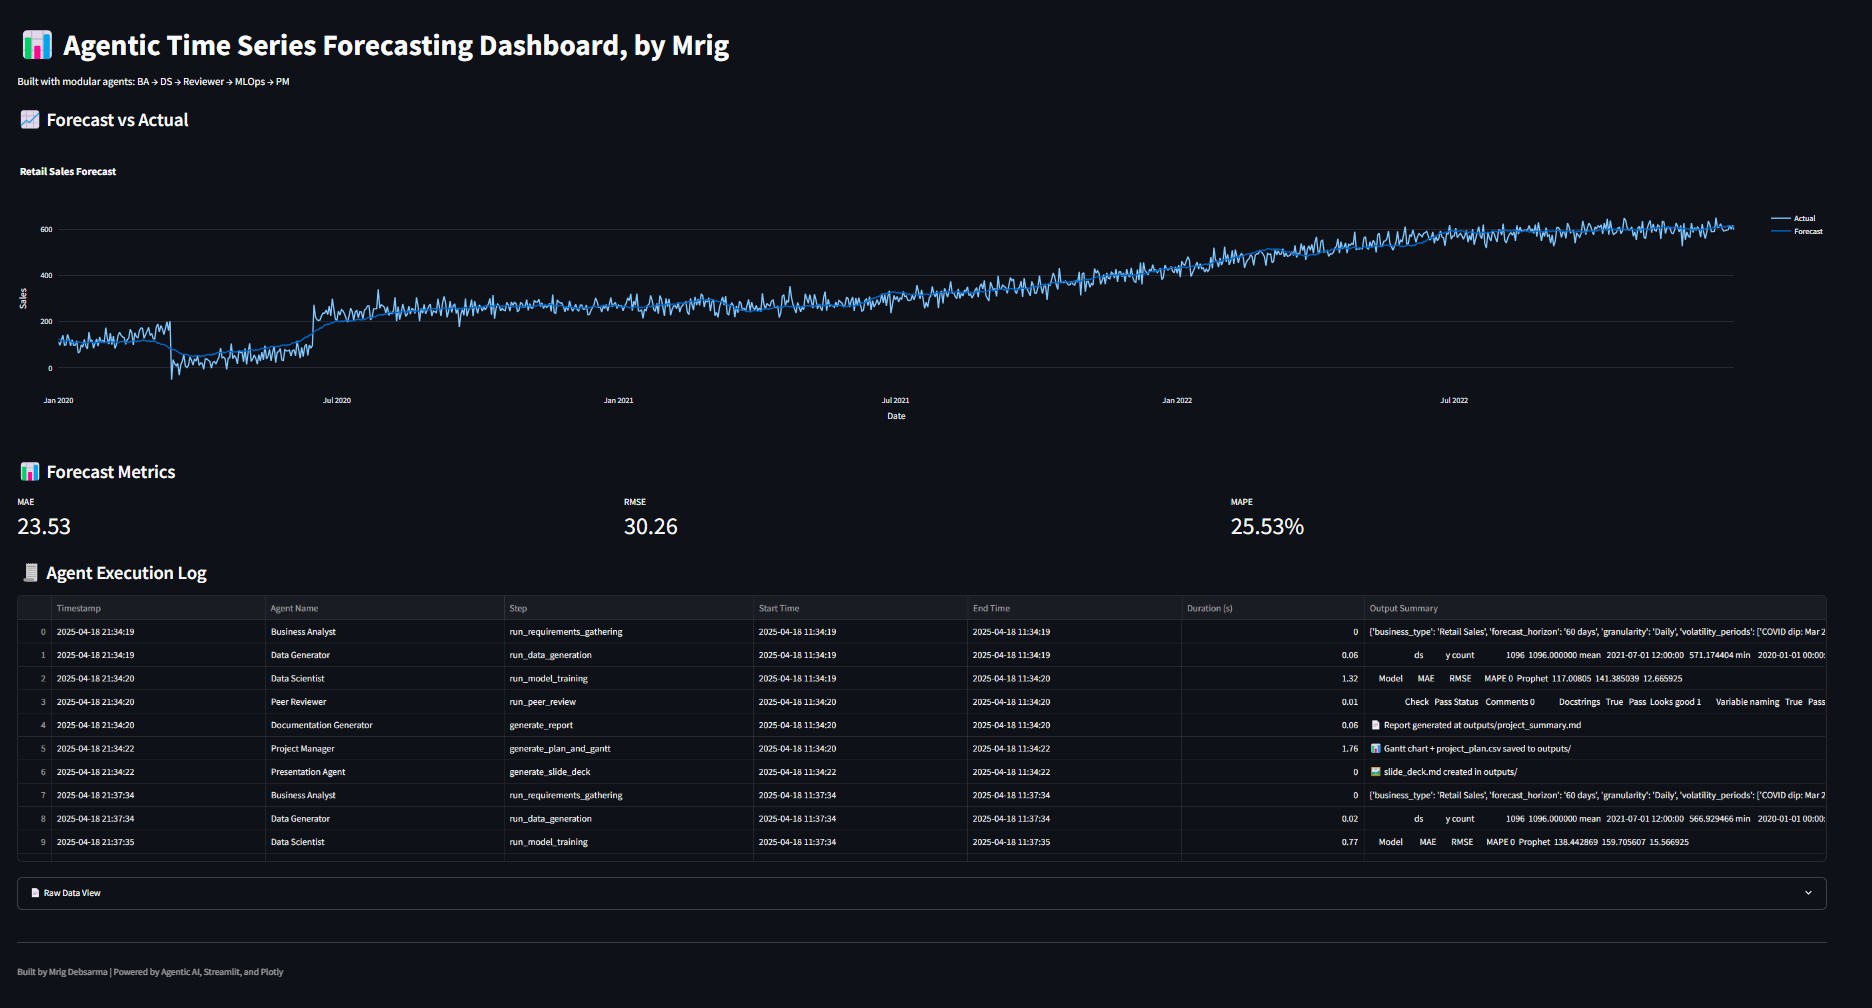 📊 Agentic Time Series Forecasting Dashboard, by Mrig
Built with modular agents: BA → DS → Reviewer → MLOps → PM
📈 Forecast vs Actual
Retail Sales Forecast
Actual
Forecast
600
400
200
0
Sales
Jan 2020 Jul 2020 Jan 2021 Jul 2021 Jan 2022 Jul 2022
Date
📊 Forecast Metrics
MAE RMSE MAPE
23.53 30.26 25.53%
🧾 Agent Execution Log
Timestamp Agent Name Step Start Time End Time Duration (s) Output Summary
0 2025-04-18 21:34:19 Business Analyst run_requirements_gathering 2025-04-18 11:34:19 2025-04-18 11:34:19 0 {'business_type': 'Retail Sales', 'forecast_horizon': '60 days', 'granularity': 'Daily', 'volatility_periods': ['COVID dip: Mar 2
1 2025-04-18 21:34:19 Data Generator run_data_generation 2025-04-18 11:34:19 2025-04-18 11:34:19 0.06 ds y count 1096 1096.000000 mean 2021-07-01 12:00:00 571.174404 min 2020-01-01 00:00:
2 2025-04-18 21:34:20 Data Scientist run_model_training 2025-04-18 11:34:19 2025-04-18 11:34:20 1.32 Model MAE RMSE MAPE 0 Prophet 117.00805 141.385039 12.665925
3 2025-04-18 21:34:20 Peer Reviewer run_peer_review 2025-04-18 11:34:20 2025-04-18 11:34:20 0.01 Check Pass Status Comments 0 Docstrings True Pass Looks good 1 Variable naming True Pass
4 2025-04-18 21:34:20 Documentation Generator generate_report 2025-04-18 11:34:20 2025-04-18 11:34:20 0.06 📄 Report generated at outputs/project_summary.md
5 2025-04-18 21:34:22 Project Manager generate_plan_and_gantt 2025-04-18 11:34:20 2025-04-18 11:34:22 1.76 📊 Gantt chart + project_plan.csv saved to outputs/
6 2025-04-18 21:34:22 Presentation Agent generate_slide_deck 2025-04-18 11:34:22 2025-04-18 11:34:22 0 🖼️ slide_deck.md created in outputs/
7 2025-04-18 21:37:34 Business Analyst run_requirements_gathering 2025-04-18 11:37:34 2025-04-18 11:37:34 0 {'business_type': 'Retail Sales', 'forecast_horizon': '60 days', 'granularity': 'Daily', 'volatility_periods': ['COVID dip: Mar 2
8 2025-04-18 21:37:34 Data Generator run_data_generation 2025-04-18 11:37:34 2025-04-18 11:37:34 0.02 ds y count 1096 1096.000000 mean 2021-07-01 12:00:00 566.929466 min 2020-01-01 00:00:
9 2025-04-18 21:37:35 Data Scientist run_model_training 2025-04-18 11:37:34 2025-04-18 11:37:35 0.77 Model MAE RMSE MAPE 0 Prophet 138.442869 159.705607 15.566925
📄 Raw Data View
Built by Mrig Debsarma | Powered by Agentic AI, Streamlit, and Plotly